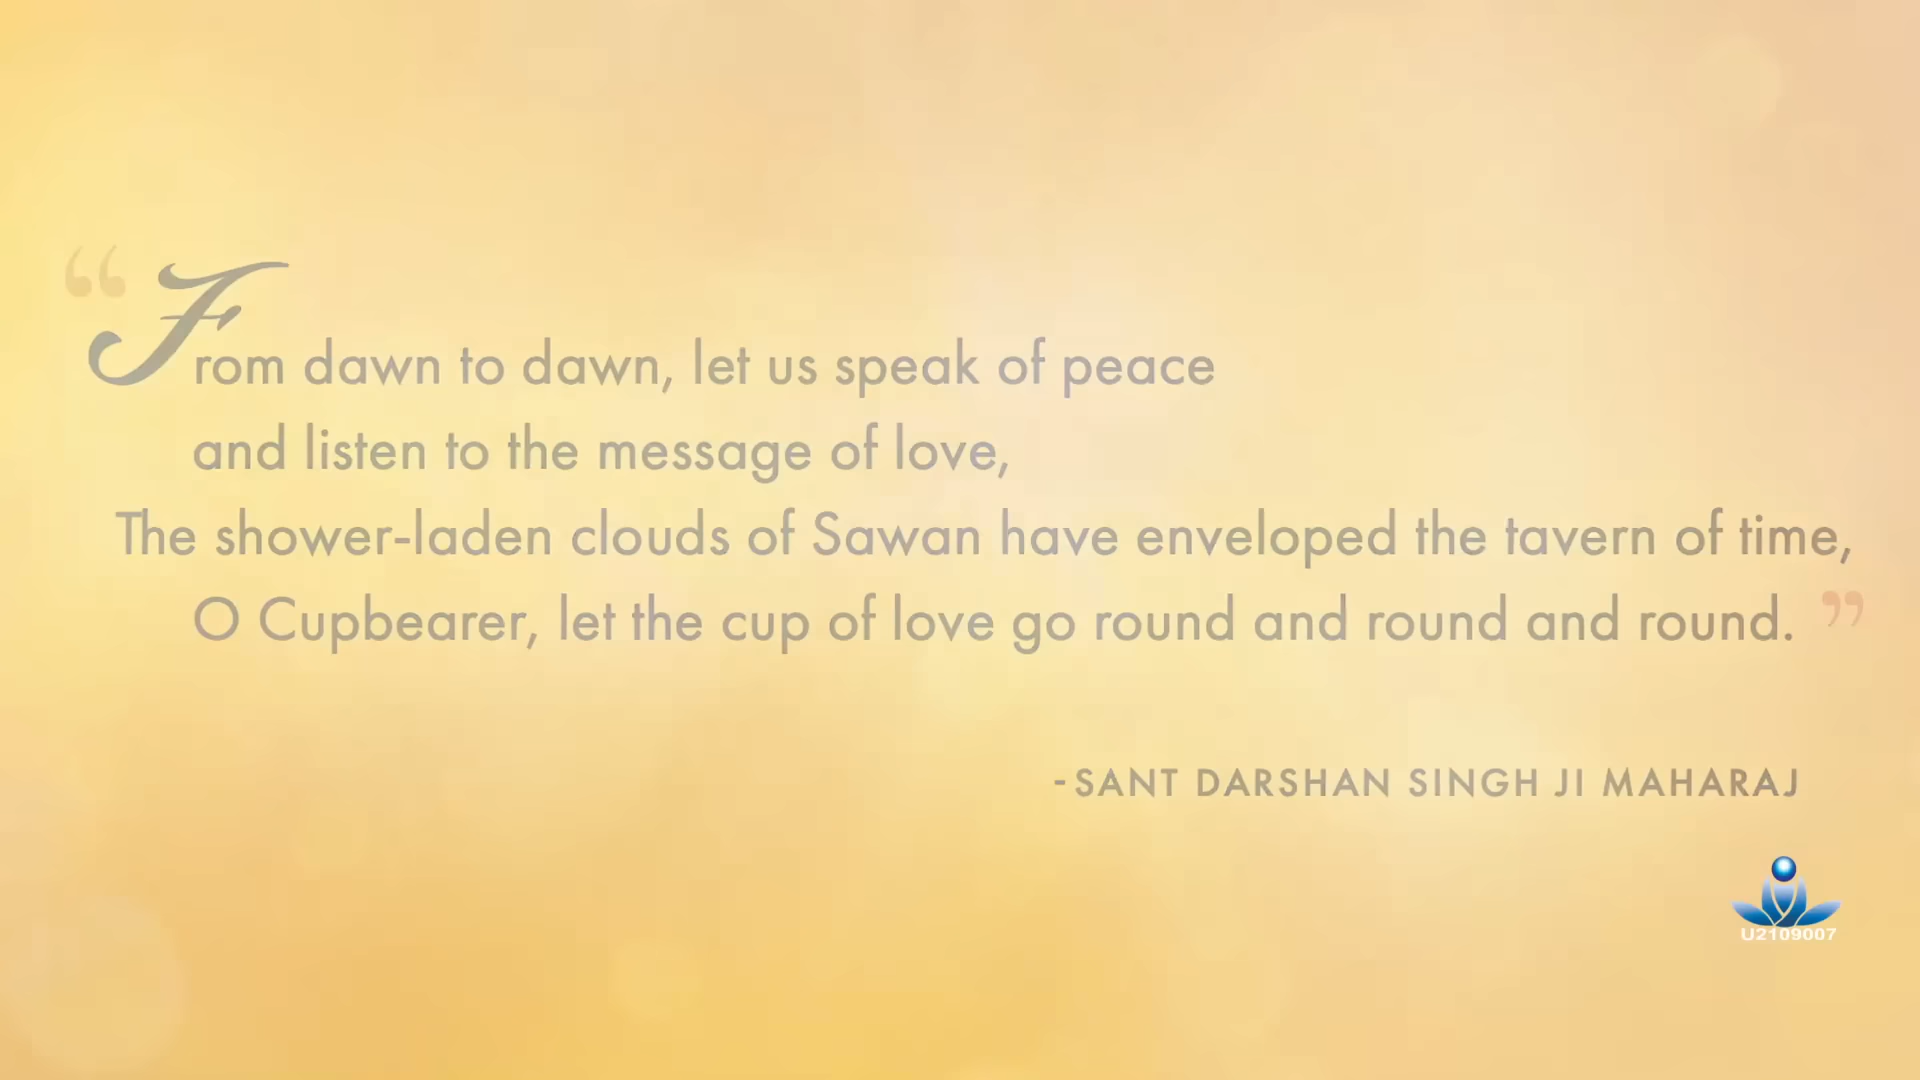 “From dawn to dawn, let us speak of peace
and listen to the message of love,
The shower-laden clouds of Sawan have enveloped the tavern of time,
O Cupbearer, let the cup of love go round and round and round.”
-SANT DARSHAN SINGH JI MAHARAJ
U2109007